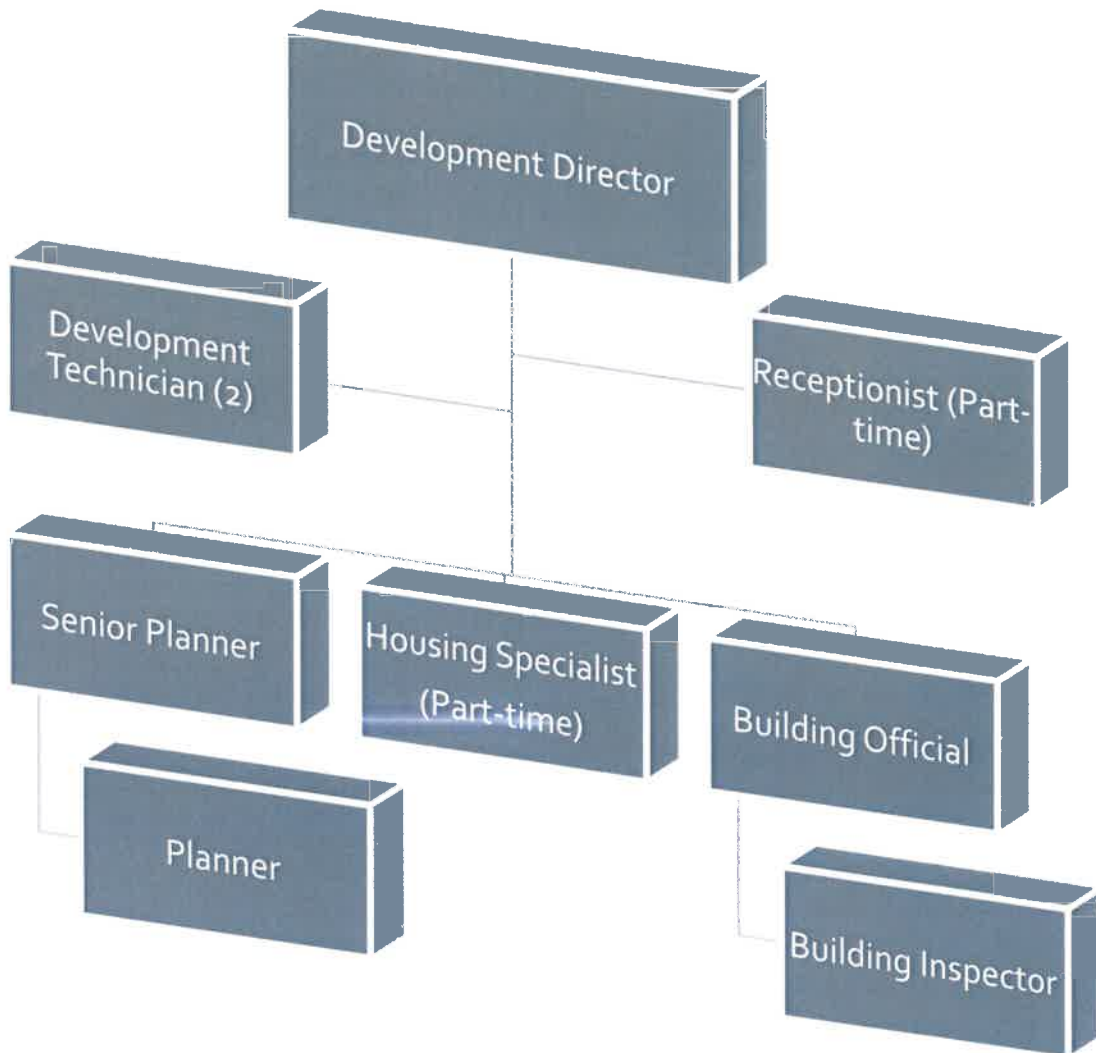 Development Director
Development
Technician (2)
Receptionist (Part-
time)
Senior Planner
Housing Specialist
(Part-time)
Building Official
Planner
Building Inspector